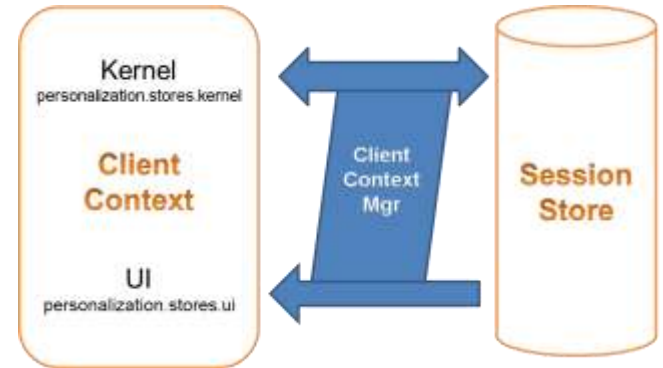 Kernel
personalization.stores.kernel
Client
Context
UI
personalization.stores.ui
Client
Context
Mgr
Session
Store